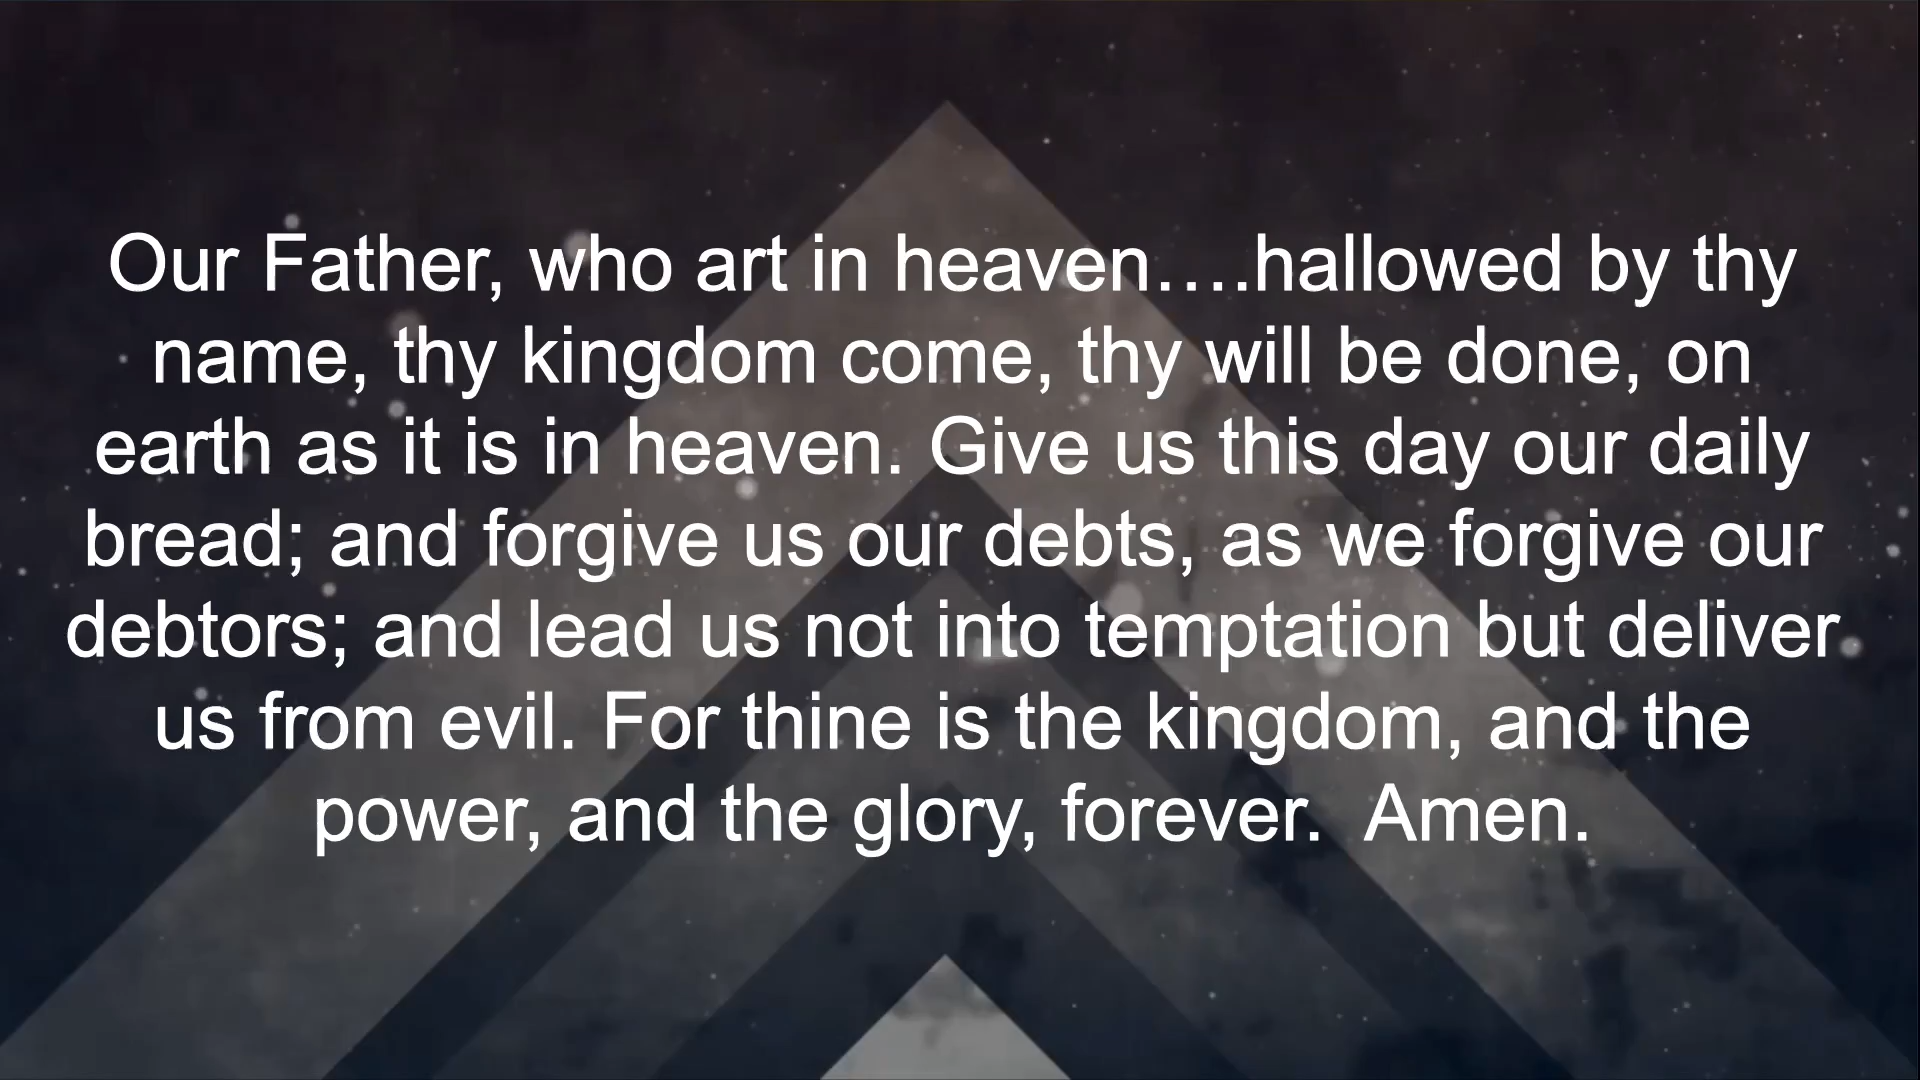 Our Father, who art in heaven….hallowed by thy
name, thy kingdom come, thy will be done, on
earth as it is in heaven. Give us this day our daily
bread; and forgive us our debts, as we forgive our
debtors; and lead us not into temptation but deliver
us from evil. For thine is the kingdom, and the
power, and the glory, forever.  Amen.